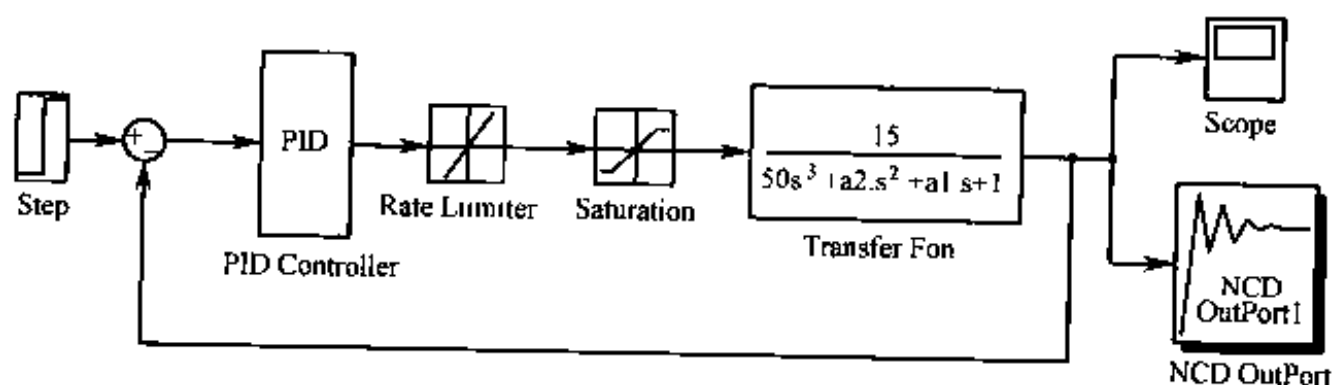 Step
+
−
PID
PID Controller
Rate Limiter
Saturation
15
50s³+a2.s²+a1 s+1
Transfer Fon
Scope
NCD
OutPort1
NCD OutPort